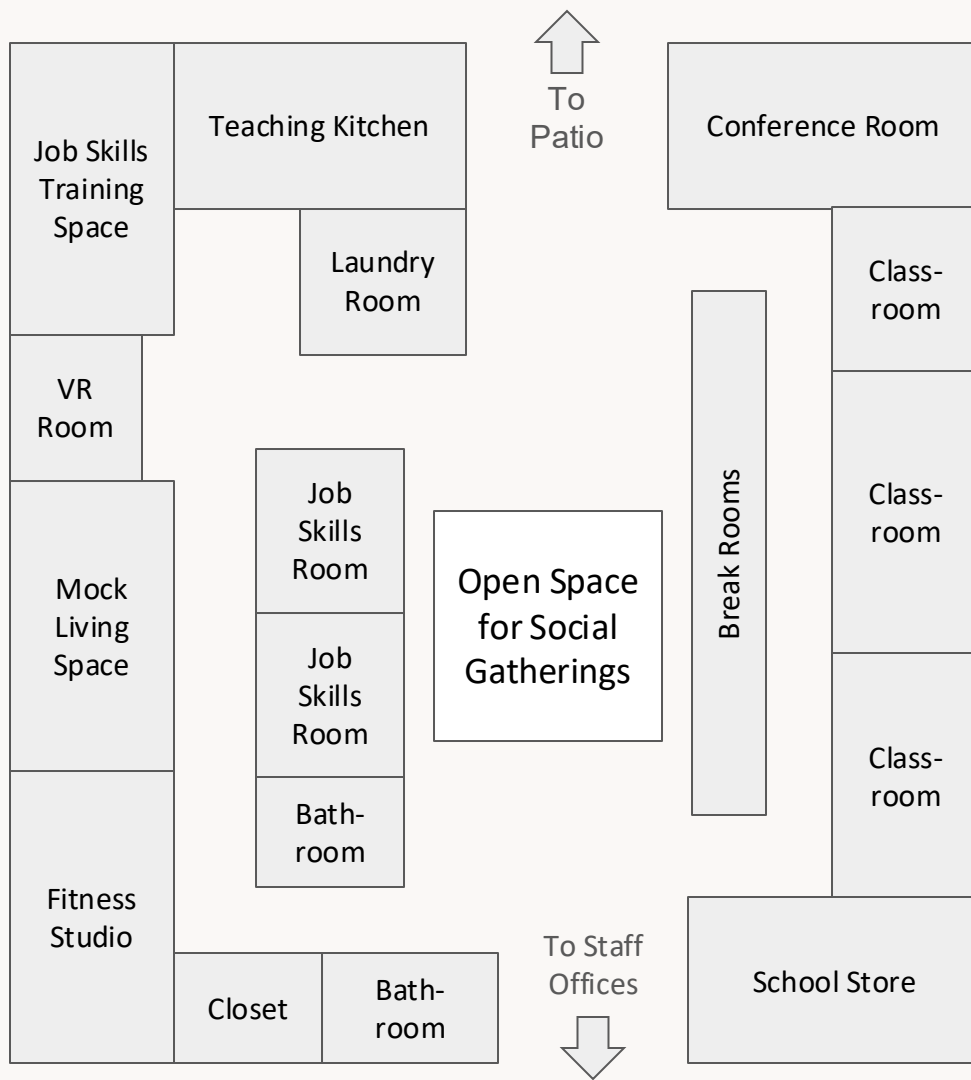 To
Patio
Teaching Kitchen
Conference Room
Job Skills
Training
Space
Laundry
Room
Class-
room
VR
Room
Job
Skills
Room
Class-
room
Break Rooms
Open Space
for Social
Gatherings
Mock
Living
Space
Job
Skills
Room
Class-
room
Bath-
room
Fitness
Studio
To Staff
Offices
School Store
Closet
Bath-
room